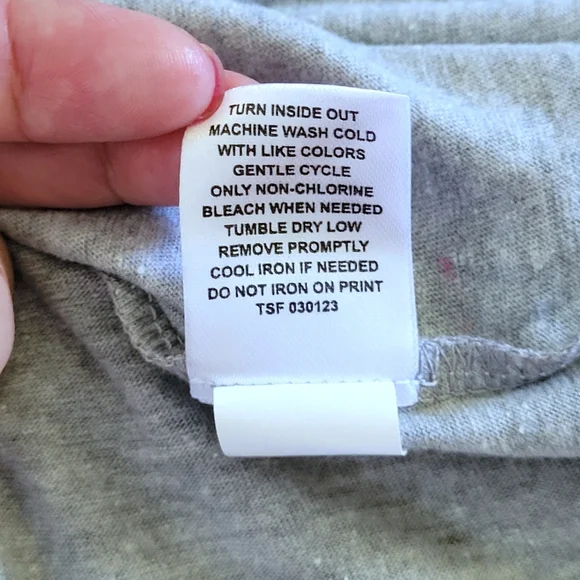 TURN INSIDE OUT
MACHINE WASH COLD
WITH LIKE COLORS
GENTLE CYCLE
ONLY NON-CHLORINE
BLEACH WHEN NEEDED
TUMBLE DRY LOW
REMOVE PROMPTLY
COOL IRON IF NEEDED
DO NOT IRON ON PRINT
TSF 030123